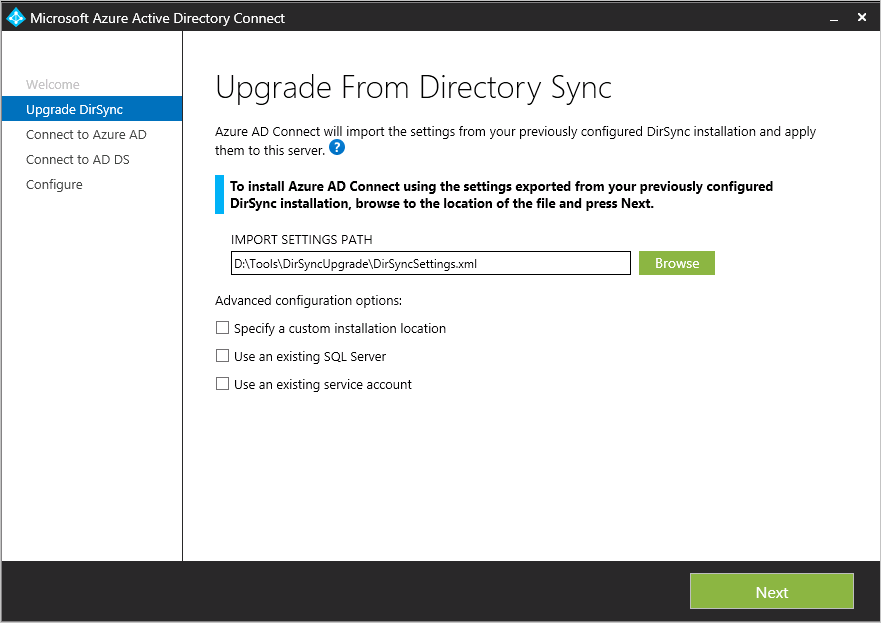 Microsoft Azure Active Directory Connect
Welcome
Upgrade DirSync
Connect to Azure AD
Connect to AD DS
Configure
Upgrade From Directory Sync
Azure AD Connect will import the settings from your previously configured DirSync installation and apply
them to this server. ?
To install Azure AD Connect using the settings exported from your previously configured
DirSync installation, browse to the location of the file and press Next.
IMPORT SETTINGS PATH
D:\Tools\DirSyncUpgrade\DirSyncSettings.xml
Browse
Advanced configuration options:
Specify a custom installation location
Use an existing SQL Server
Use an existing service account
Next